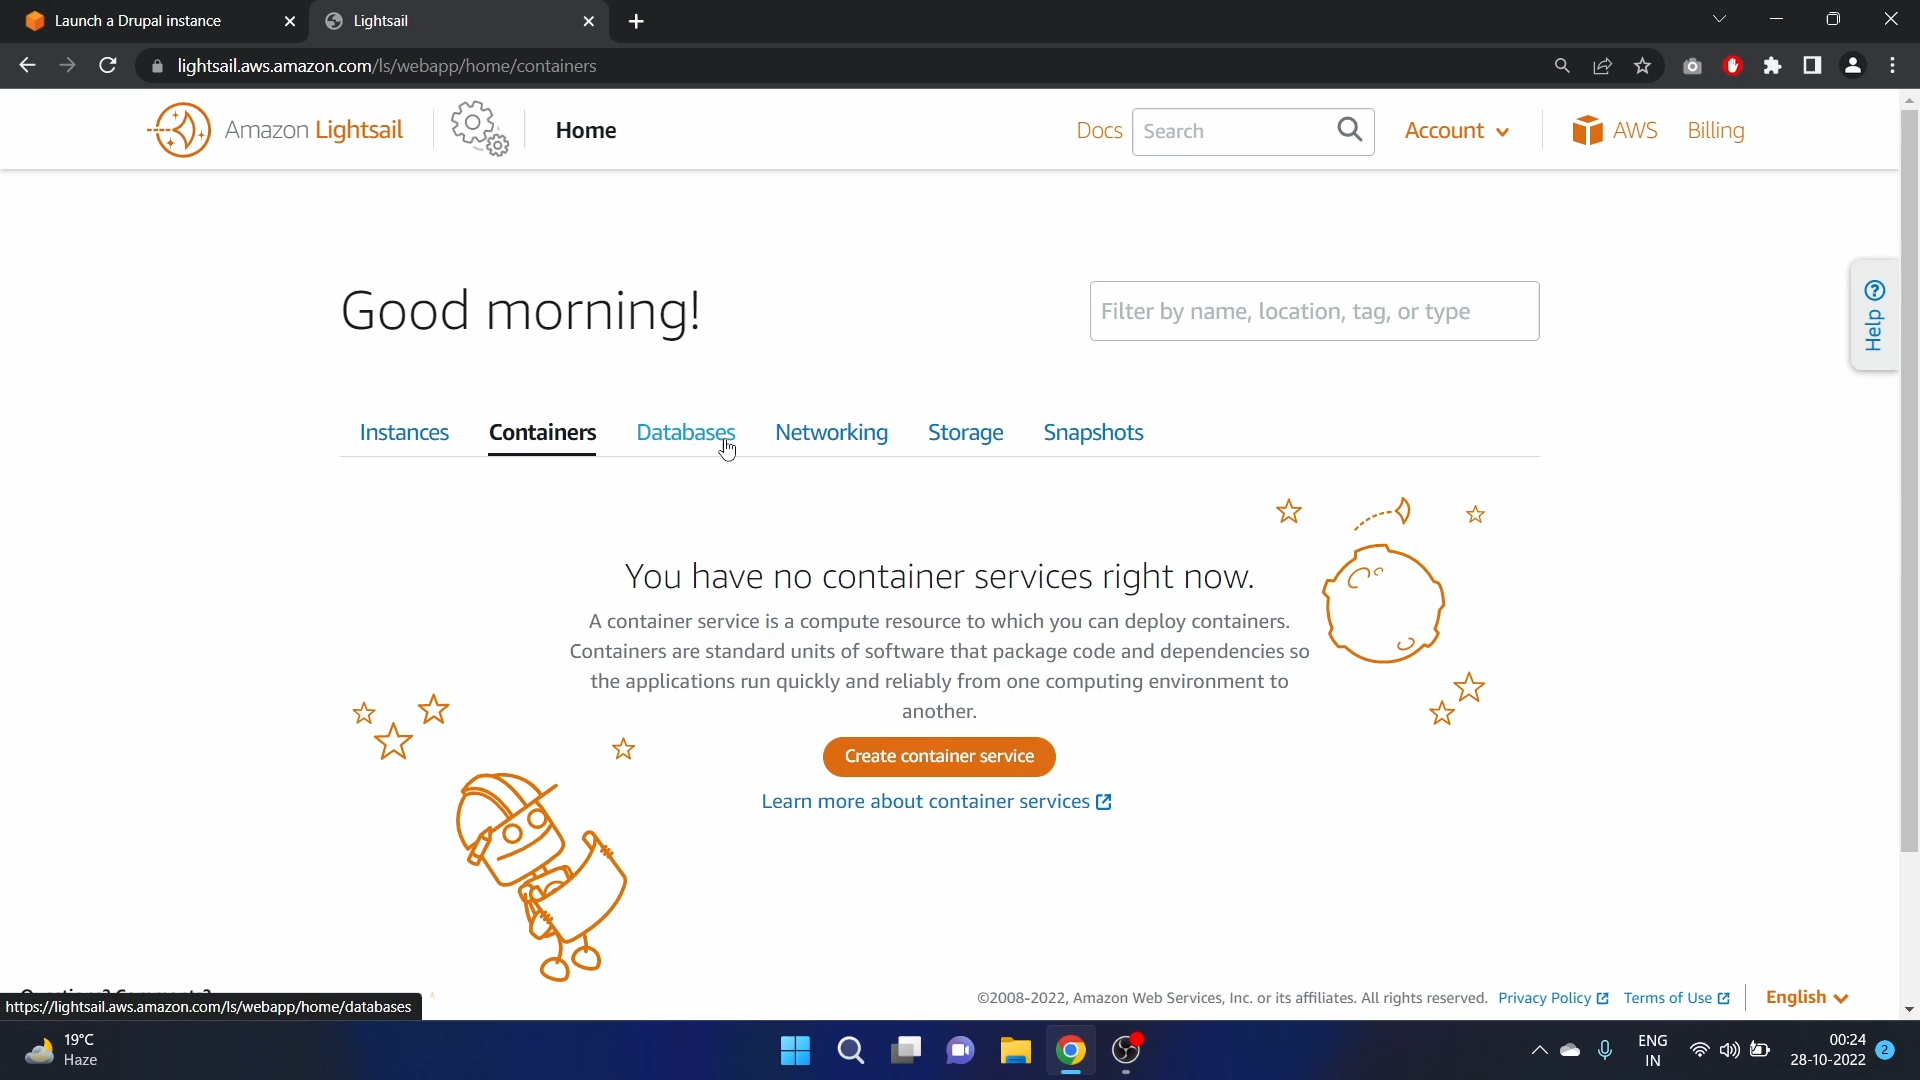 Launch a Drupal instance
Lightsail
lightsail.aws.amazon.com/ls/webapp/home/containers
Amazon Lightsail
Home
Docs
Search
Account
AWS
Billing
Good morning!
Filter by name, location, tag, or type
Help
Instances
Containers
Databases
Networking
Storage
Snapshots
You have no container services right now.
A container service is a compute resource to which you can deploy containers.
Containers are standard units of software that package code and dependencies so
the applications run quickly and reliably from one computing environment to
another.
Create container service
Learn more about container services
©2008-2022, Amazon Web Services, Inc. or its affiliates. All rights reserved.
Privacy Policy
Terms of Use
English
https://lightsail.aws.amazon.com/ls/webapp/home/databases
19°C
Haze
ENG
IN
00:24
28-10-2022
2